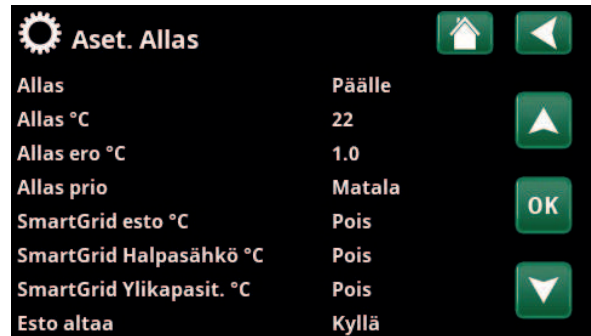 Aset. Allas
Allas Päälle
Allas °C 22
Allas ero °C 1.0
Allas prio Matala
OK
SmartGrid esto °C Pois
SmartGrid Halpasähkö °C Pois
SmartGrid Ylikapasit. °C Pois
Esto altaa Kyllä